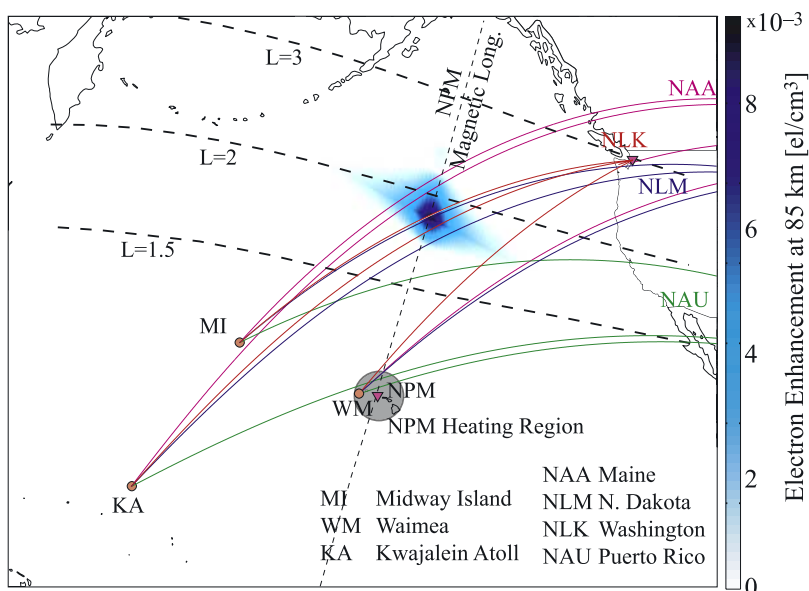 x10⁻³
L=3
NPM
Magnetic Long.
NAA
8
NLK
L=2
NLM
6
L=1.5
NAU
MI
4
NPM
WM
NPM Heating Region
KA
NAA Maine
2
MI Midway Island
NLM N. Dakota
WM Waimea
NLK Washington
KA Kwajalein Atoll
NAU Puerto Rico
0
Electron Enhancement at 85 km [el/cm³]